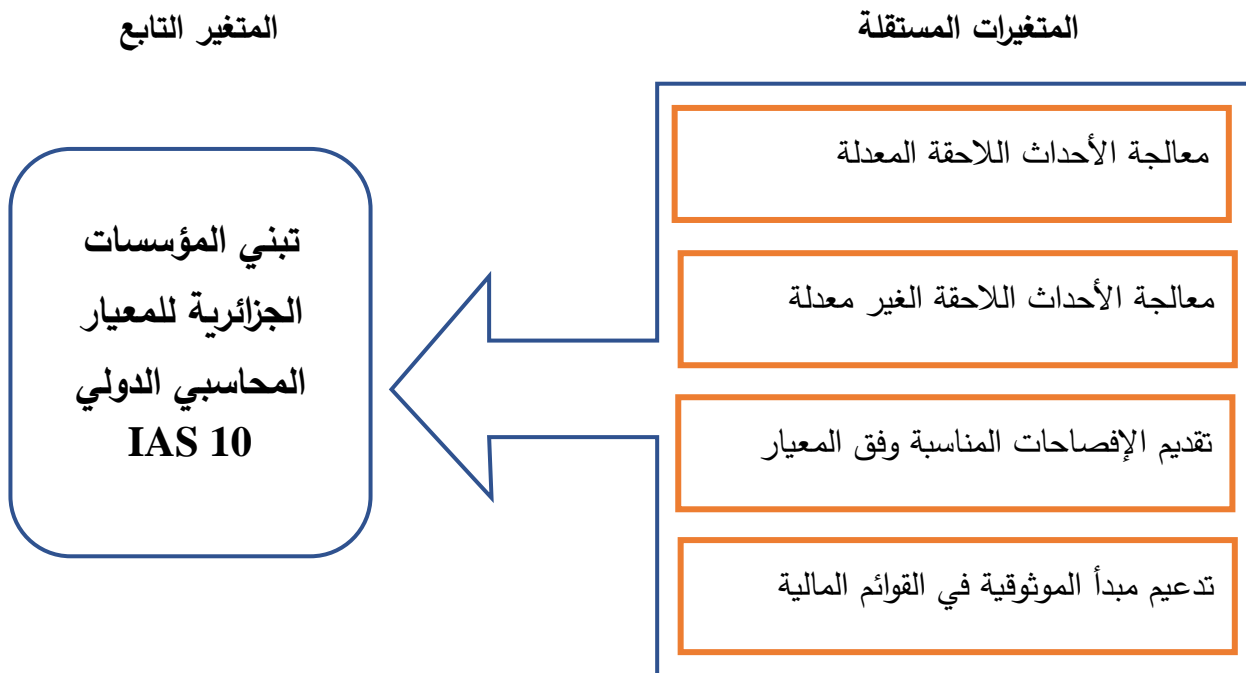 المتغيرات المستقلة
المتغير التابع
معالجة الأحداث اللاحقة المعدلة
معالجة الأحداث اللاحقة الغير معدلة
تقديم الإفصاحات المناسبة وفق المعيار
تدعيم مبدأ الموثوقية في القوائم المالية
تبني المؤسسات
الجزائرية للمعيار
المحاسبي الدولي
IAS 10